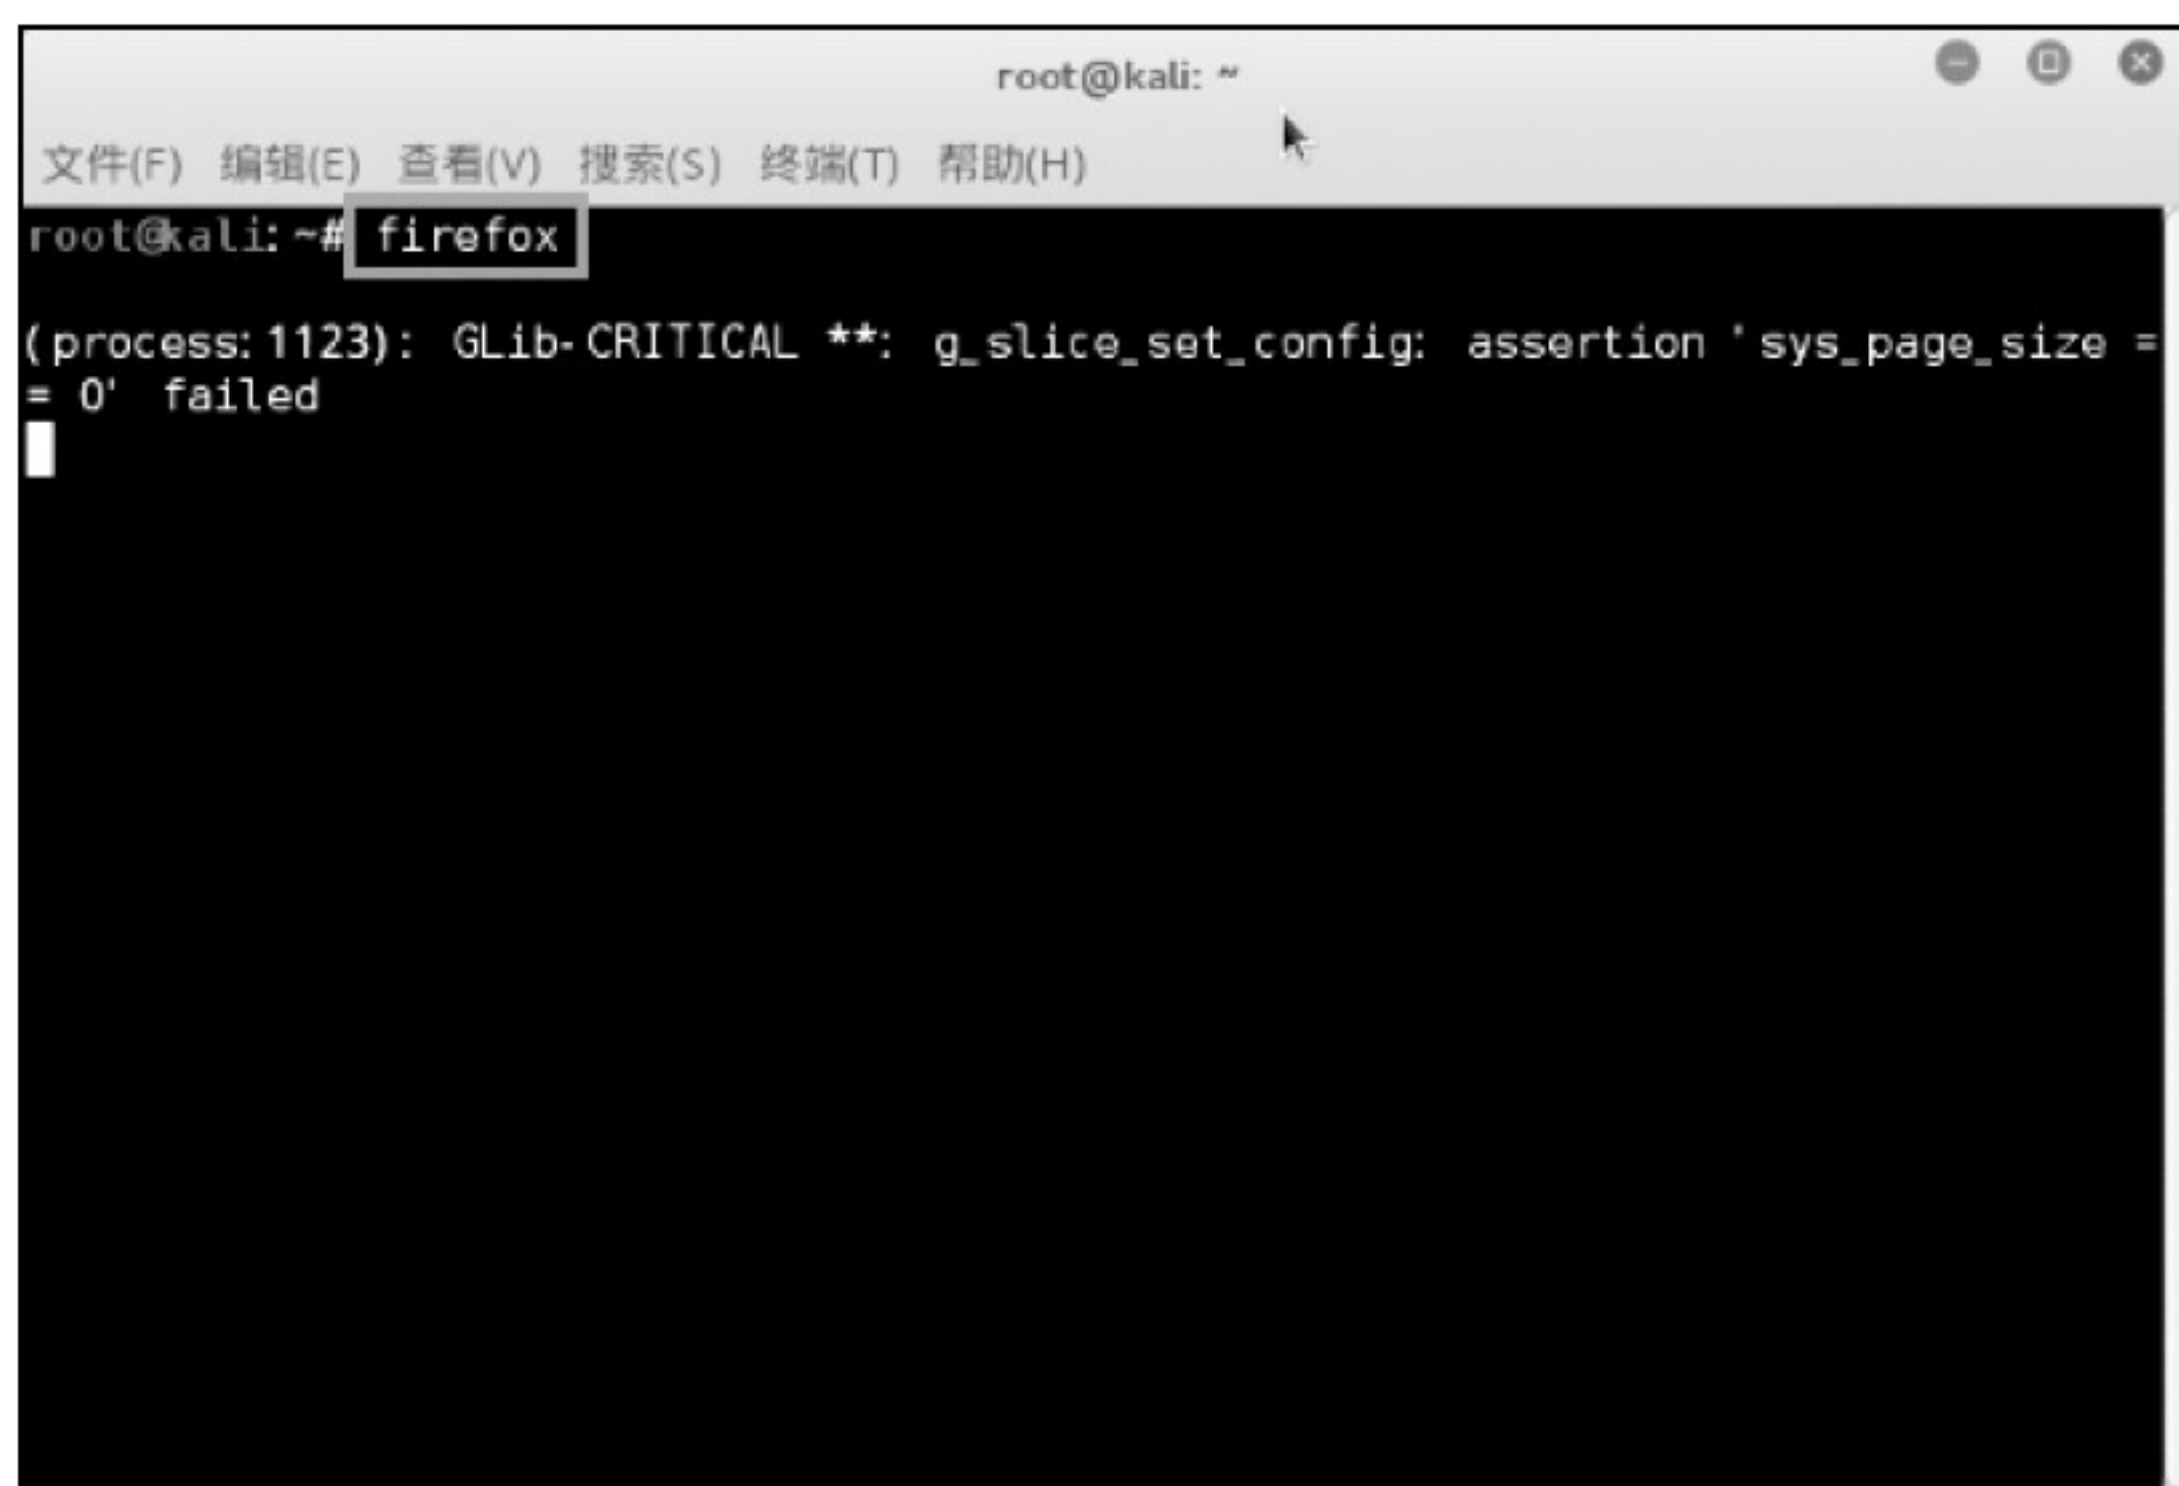 root@kali: ~
文件(F) 编辑(E) 查看(V) 搜索(S) 终端(T) 帮助(H)
root@kali:~# firefox
(process:1123): GLib-CRITICAL **: g_slice_set_config: assertion 'sys_page_size =
= 0' failed